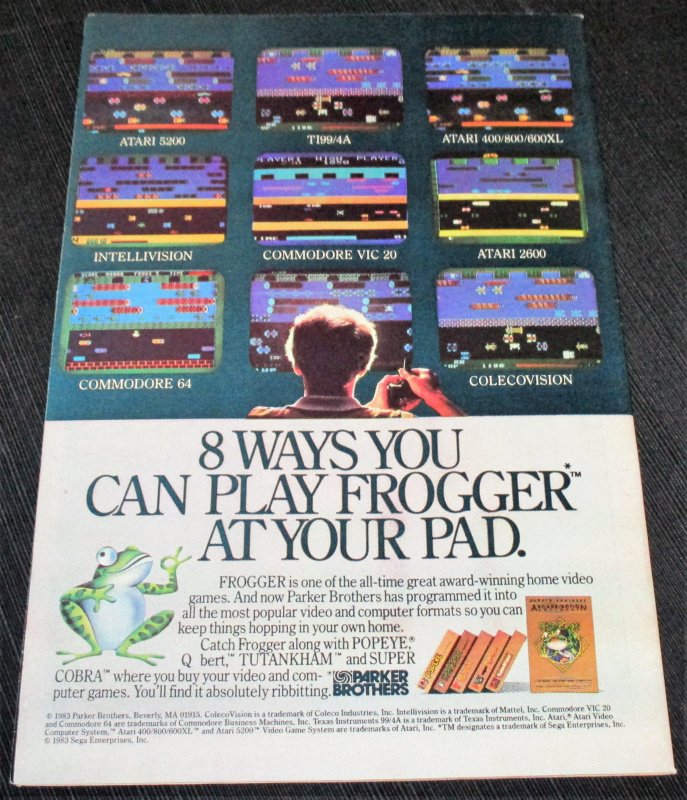 ATARI 5200
TI99/4A
ATARI 400/800/600XL
INTELLIVISION
COMMODORE VIC 20
ATARI 2600
COMMODORE 64
COLECOVISION
8 WAYS YOU
CAN PLAY FROGGER*™
AT YOUR PAD.
FROGGER is one of the all-time great award-winning home video
games. And now Parker Brothers has programmed it into
all the most popular video and computer formats so you can
keep things hopping in your own home.
Catch Frogger along with POPEYE,®
Q bert,™ TUTANKHAM™ and SUPER
COBRA™ where you buy your video and com-
puter games. You'll find it absolutely ribbitting.
PARKER
BROTHERS
© 1983 Parker Brothers, Beverly, MA 01915. ColecoVision is a trademark of Coleco Industries, Inc. Intellivision is a trademark of Mattel, Inc. Commodore VIC 20
and Commodore 64 are trademarks of Commodore Business Machines, Inc. Texas Instruments 99/4A is a trademark of Texas Instruments, Inc. Atari,® Atari Video
Computer System,™ Atari 400/800/600XL™ and Atari 5200™ Video Game System are trademarks of Atari, Inc. *TM designates a trademark of Sega Enterprises, Inc.
© 1983 Sega Enterprises, Inc.